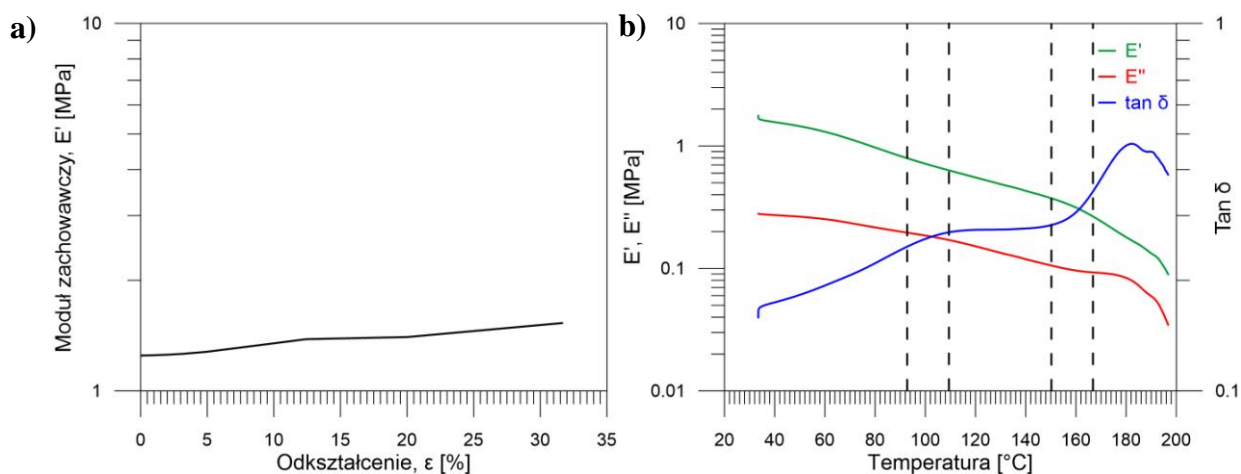 a)
10
1
Moduł zachowawczy, E' [MPa]
0 5 10 15 20 25 30 35
Odkształcenie, ε [%]
b)
10
1
0.1
0.01
E', E" [MPa]
E'
E"
tan δ
1
0.1
Tan δ
20 40 60 80 100 120 140 160 180 200
Temperatura [°C]